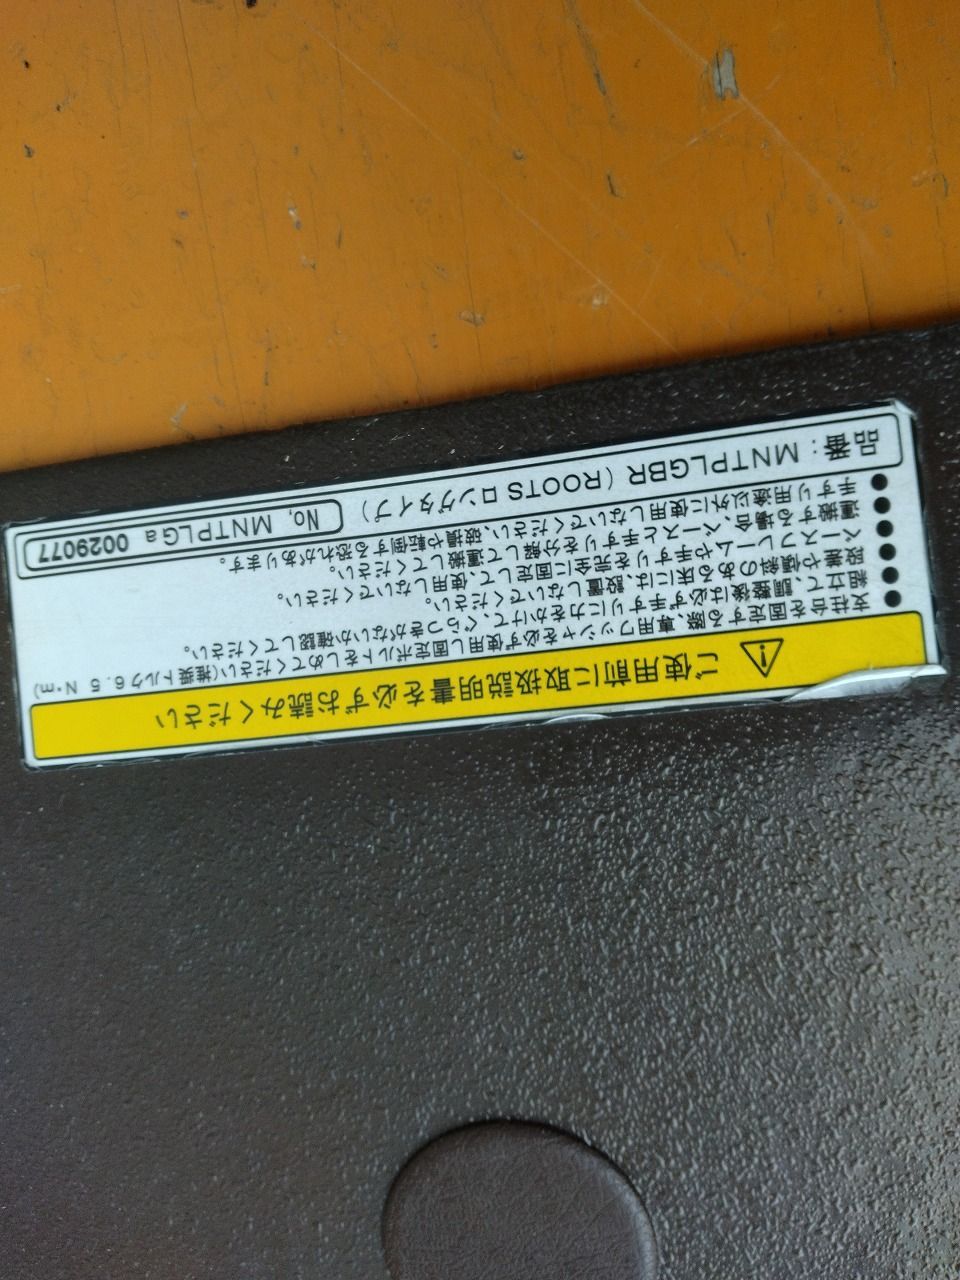 ご使用前に取扱説明書を必ずお読みください
●支柱台を固定する際、専用ワッシャを必ず使用し固定ボルトをしめてください(推奨トルク6.5 N・m)
●組立て、調整後は必ず手すりに力をかけて、ぐらつきがないか確認してください。
●段差や傾斜のある床には、設置しないでください。
●ベースフレームや手すりを完全に固定して、使用しないでください。
●運搬する場合、ベースと手すりを分解して運搬してください。
●手すり用途以外に使用しないでください、破損や転倒する恐れがあります。
品番：MNTPLGBR（ROOTSロングタイプ） No, MNTPLGa 0029077